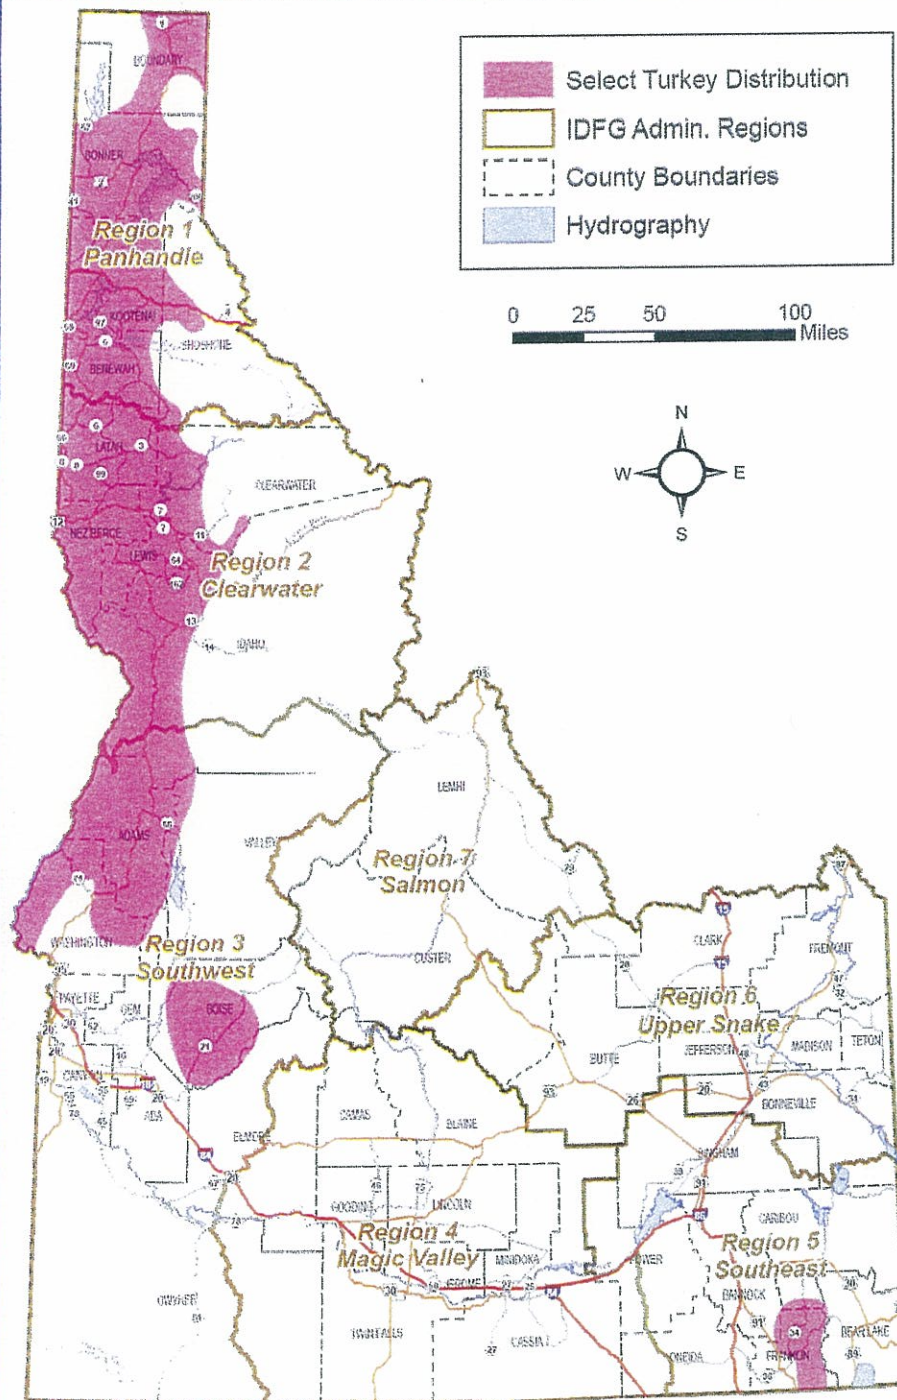 Select Turkey Distribution
IDFG Admin. Regions
County Boundaries
Hydrography
0 25 50 100
Miles
N
W E
S
BOUNDARY
BONNER
Region 1
Panhandle
KOOTENAI
SHOSHONE
BENEWAH
LATAH
CLEARWATER
NEZ PERCE
LEWIS
Region 2
Clearwater
IDAHO
LEMHI
ADAMS
VALLEY
Region 7
Salmon
WASHINGTON
Region 3
Southwest
CUSTER
CLARK
FREMONT
PAYETTE
GEM
BOISE
21
Region 6
Upper Snake
BUTTE
JEFFERSON
MADISON
TETON
ADA
ELMORE
CAMAS
BLAINE
BONNEVILLE
BINGHAM
GOODING
LINCOLN
CARIBOU
Region 4
Magic Valley
MINIDOKA
POWER
Region 5
Southeast
JEROME
BANNOCK
OWYHEE
TWIN FALLS
CASSIA
ONEIDA
34
FRANKLIN
BEAR LAKE